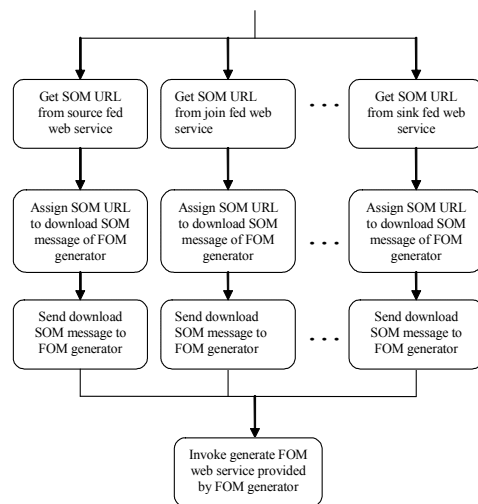 Get SOM URL
from source fed
web service
Get SOM URL
from join fed web
service
. . .
Get SOM URL
from sink fed web
service
Assign SOM URL
to download SOM
message of FOM
generator
Assign SOM URL
to download SOM
message of FOM
generator
. . .
Assign SOM URL
to download SOM
message of FOM
generator
Send download
SOM message to
FOM generator
Send download
SOM message to
FOM generator
. . .
Send download
SOM message to
FOM generator
Invoke generate FOM
web service provided
by FOM generator